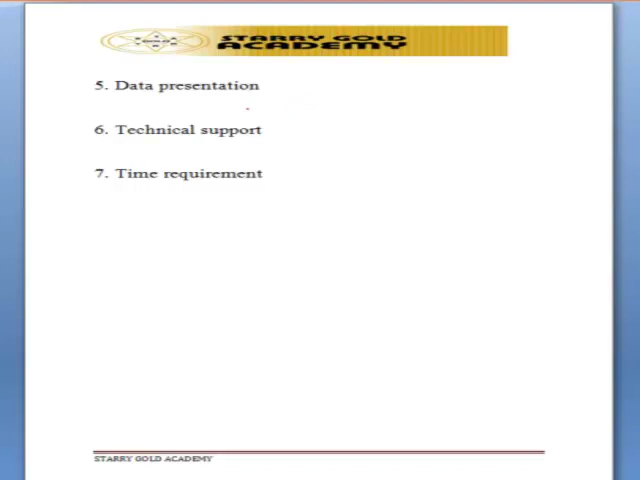 STARRY GOLD
ACADEMY
5. Data presentation
6. Technical support
7. Time requirement
STARRY GOLD ACADEMY